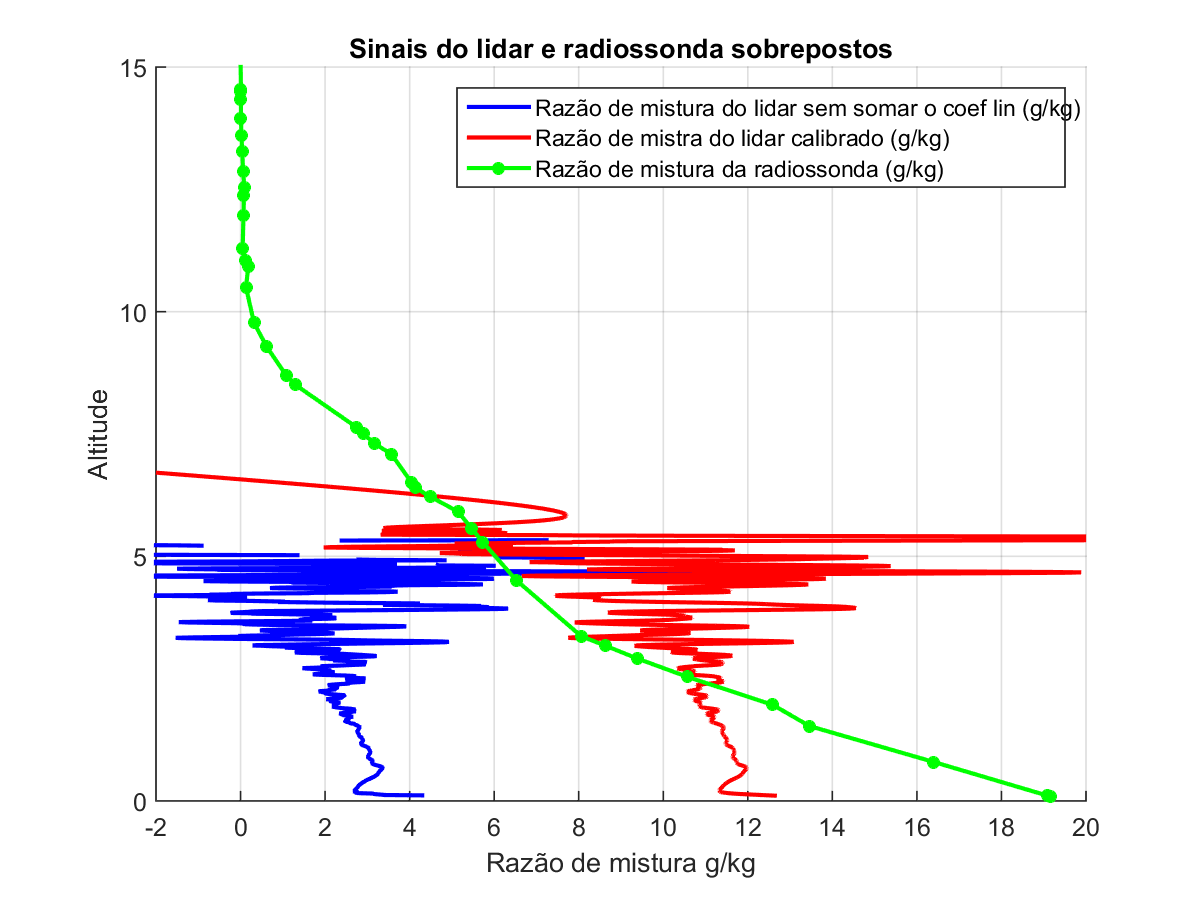 Sinais do lidar e radiossonda sobrepostos
15
Razão de mistura do lidar sem somar o coef lin (g/kg)
Razão de mistra do lidar calibrado (g/kg)
Razão de mistura da radiossonda (g/kg)
10
Altitude
5
0
-2 0 2 4 6 8 10 12 14 16 18 20
Razão de mistura g/kg